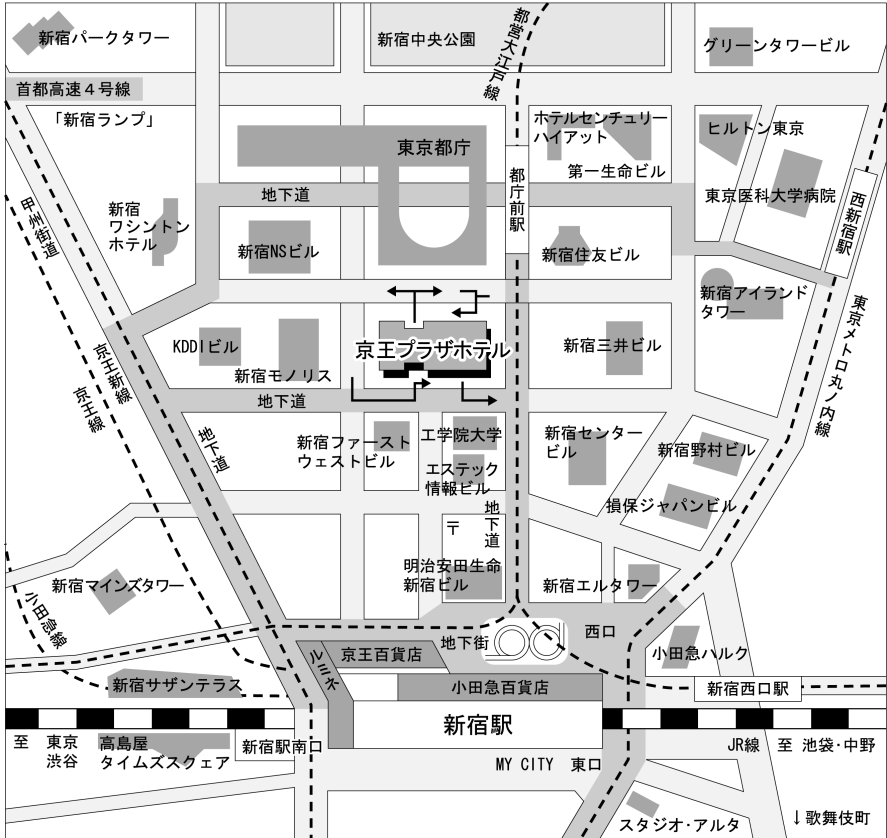 新宿パークタワー
新宿中央公園
都営大江戸線
グリーンタワービル
首都高速４号線
「新宿ランプ」
東京都庁
ホテルセンチュリー
ハイアット
ヒルトン東京
第一生命ビル
都庁前駅
地下道
東京医科大学病院
西新宿駅
甲州街道
新宿
ワシントン
ホテル
新宿NSビル
新宿住友ビル
新宿アイランド
タワー
東京メトロ丸ノ内線
KDDIビル
新宿モノリス
京王プラザホテル
新宿三井ビル
京王新線
京王線
地下道
地下道
新宿ファースト
ウェストビル
工学院大学
エステック
情報ビル
新宿センター
ビル
新宿野村ビル
損保ジャパンビル
地下道
〒
明治安田生命
新宿ビル
新宿エルタワー
新宿マインズタワー
小田急線
地下街
西口
小田急ハルク
ルミネ
京王百貨店
新宿サザンテラス
小田急百貨店
新宿西口駅
新宿駅
至 東京
渋谷
高島屋
タイムズスクェア
新宿駅南口
MY CITY 東口
JR線 至 池袋・中野
スタジオ・アルタ
↓歌舞伎町